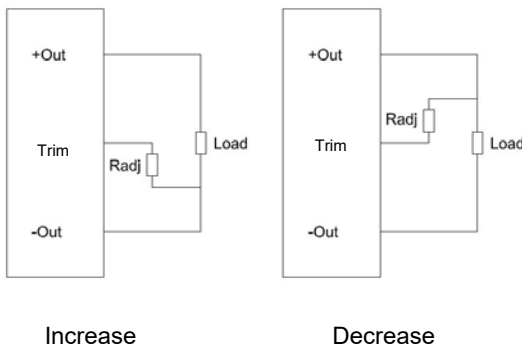 +Out
Trim
Radj
Load
-Out
Increase
+Out
Radj
Trim
Load
-Out
Decrease